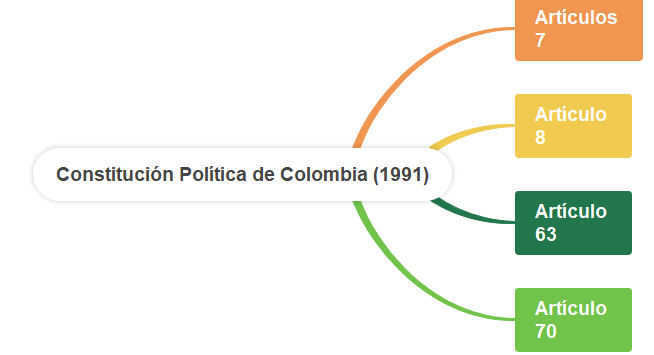 Artículos
7
Artículo
8
Constitución Política de Colombia (1991)
Artículo
63
Artículo
70